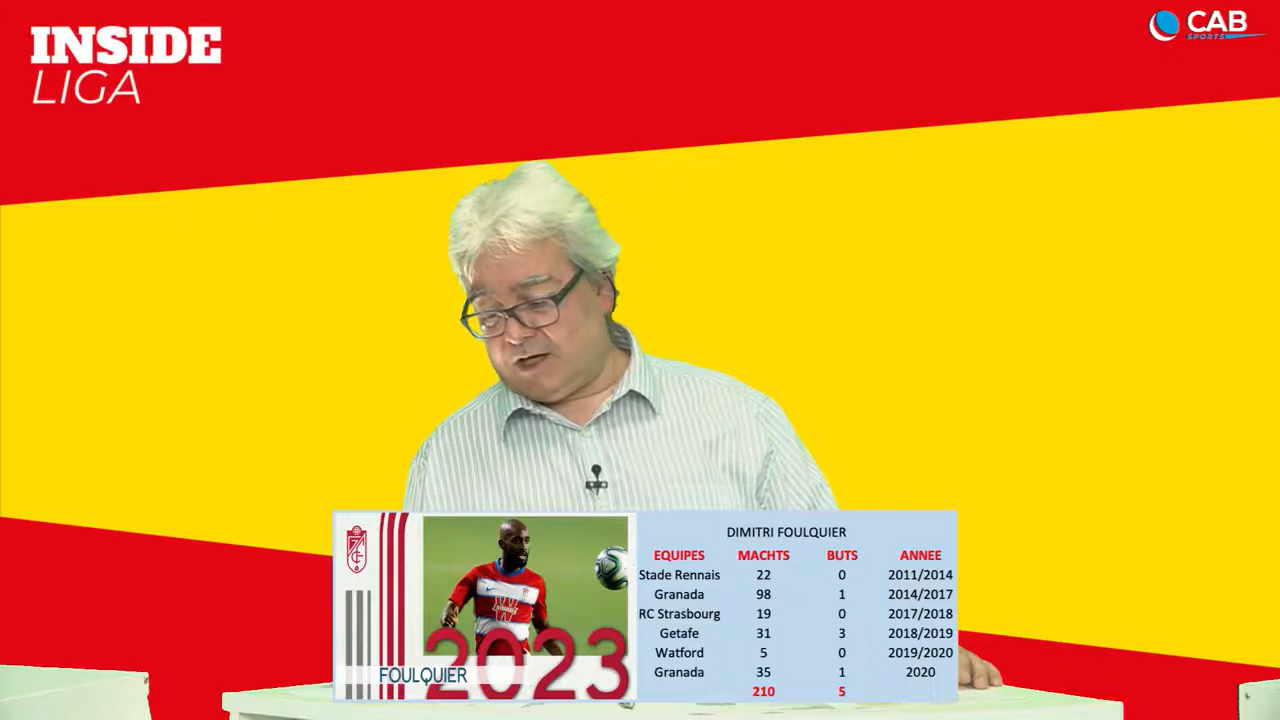 INSIDE
LIGA
CAB
SPORTS
DIMITRI FOULQUIER
EQUIPES MACHTS BUTS ANNEE
Stade Rennais 22 0 2011/2014
Granada 98 1 2014/2017
RC Strasbourg 19 0 2017/2018
Getafe 31 3 2018/2019
Watford 5 0 2019/2020
Granada 35 1 2020
210 5
2023
FOULQUIER